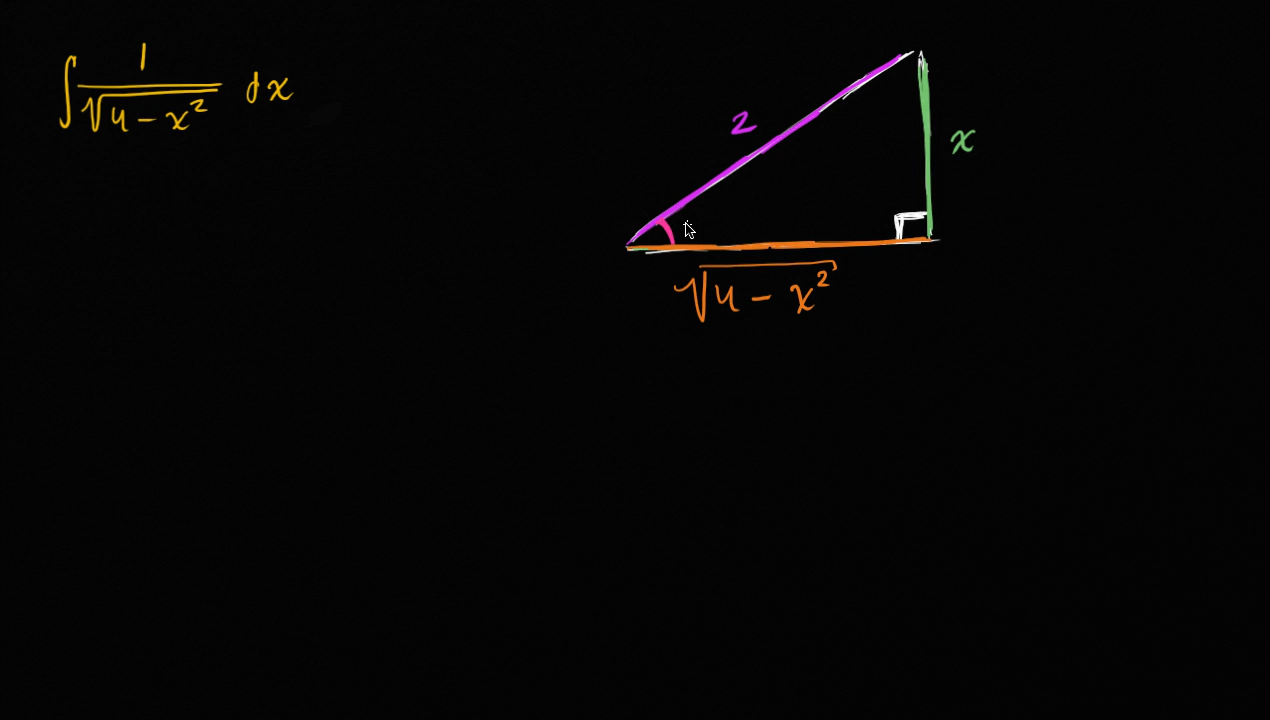 ∫ 1/√(4 - x²) dx
2
x
√(4 - x²)